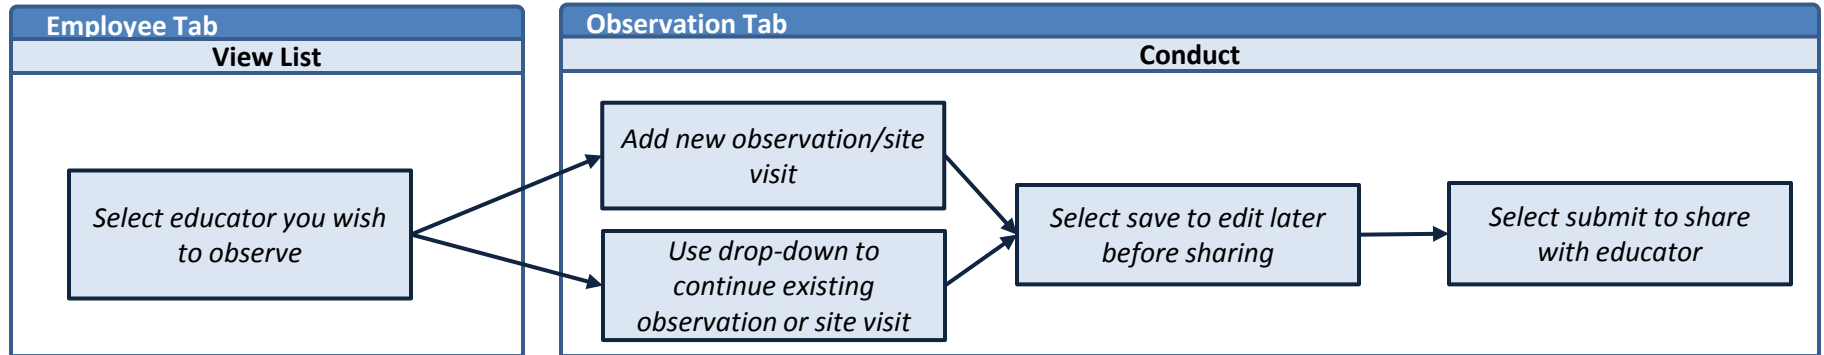 Employee Tab
View List
Select educator you wish
to observe
Observation Tab
Conduct
Add new observation/site
visit
Use drop-down to
continue existing
observation or site visit
Select save to edit later
before sharing
Select submit to share
with educator